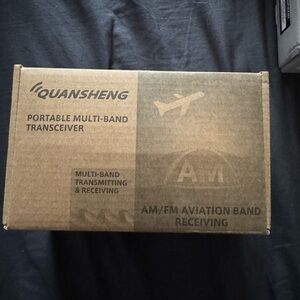 QUANSHENG
PORTABLE MULTI-BAND
TRANSCEIVER
MULTI-BAND
TRANSMITTING
& RECEIVING
AM
AM/FM AVIATION BAND
RECEIVING